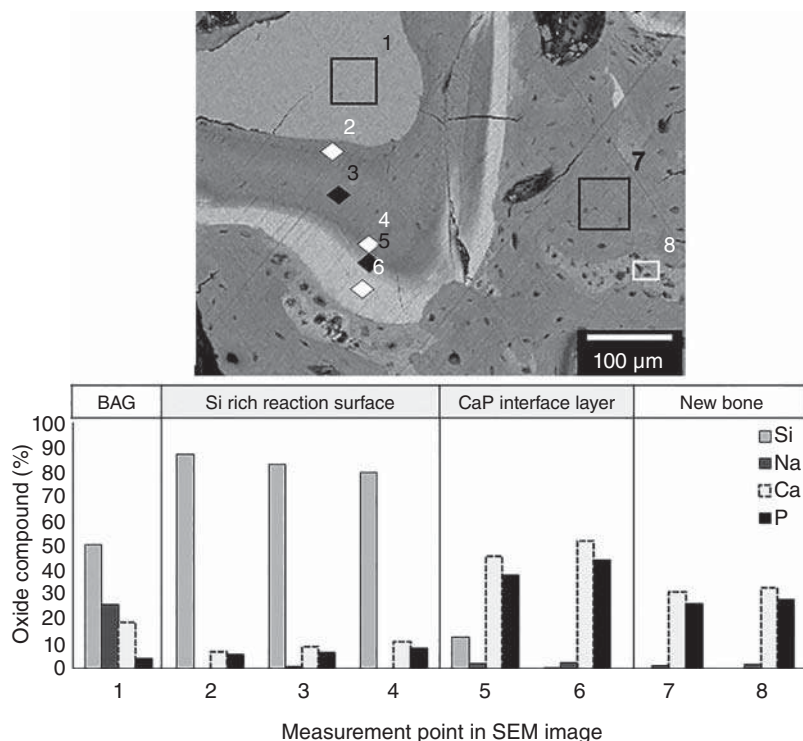 1
2
3
4
5
6
7
8
100 µm
BAG
Si rich reaction surface
CaP interface layer
New bone
Oxide compound (%)
100
90
80
70
60
50
40
30
20
10
0
Si
Na
Ca
P
1 2 3 4 5 6 7 8
Measurement point in SEM image